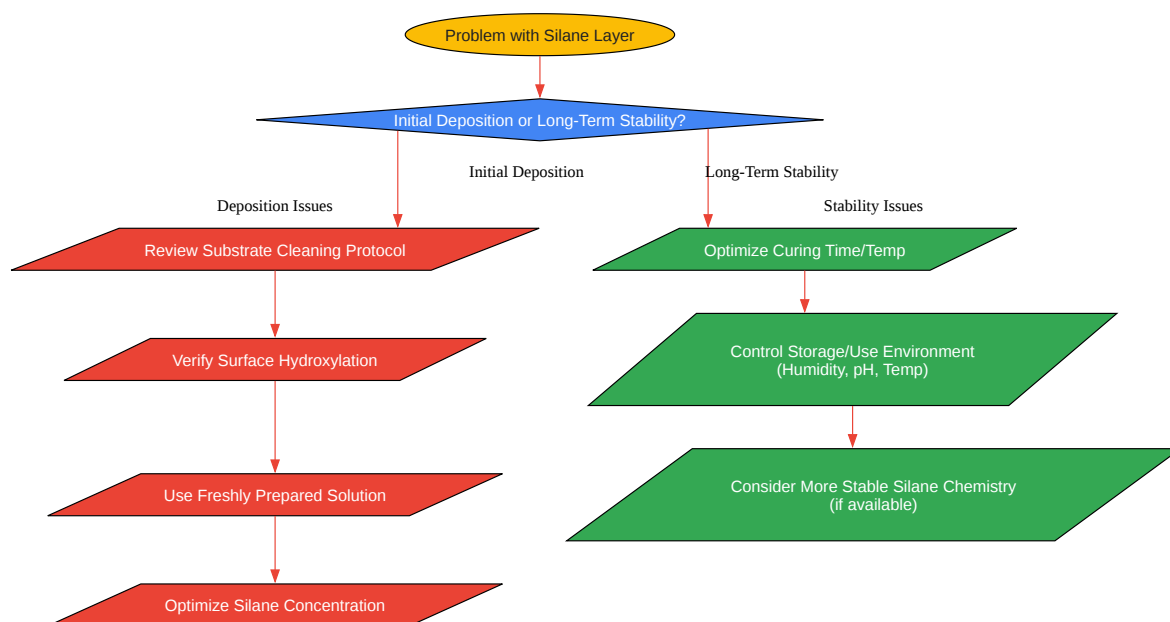 Problem with Silane Layer
Initial Deposition or Long-Term Stability?
Initial Deposition
Long-Term Stability
Deposition Issues
Stability Issues
Review Substrate Cleaning Protocol
Optimize Curing Time/Temp
Verify Surface Hydroxylation
Control Storage/Use Environment
(Humidity, pH, Temp)
Use Freshly Prepared Solution
Consider More Stable Silane Chemistry
(if available)
Optimize Silane Concentration